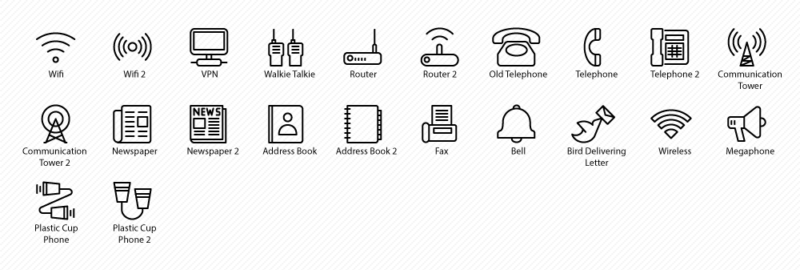 Wifi
Wifi 2
VPN
Walkie Talkie
Router
Router 2
Old Telephone
Telephone
Telephone 2
Communication
Tower
NEWS
Communication
Tower 2
Newspaper
Newspaper 2
Address Book
Address Book 2
Fax
Bell
Bird Delivering
Letter
Wireless
Megaphone
Plastic Cup
Phone
Plastic Cup
Phone 2